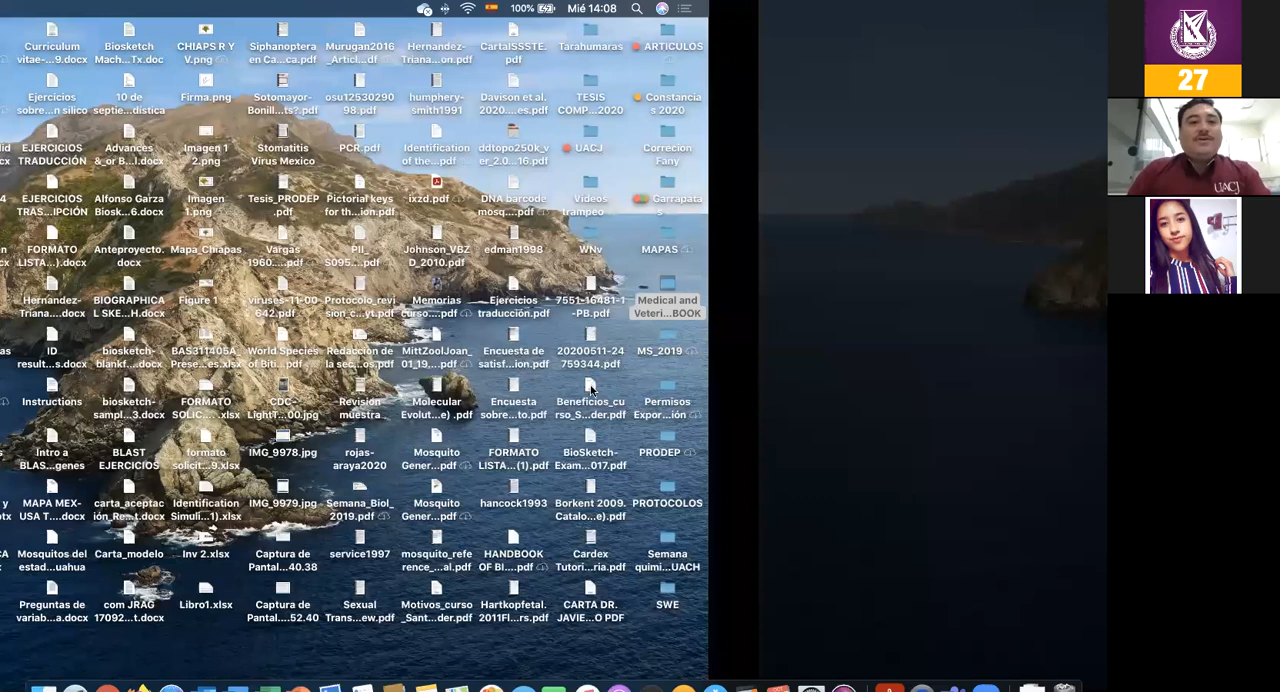 100%
Mié 14:08
Curriculum
vitae-...9.docx
Biosketch
Mach...Tx.doc
CHIAPS R Y
V.png
Siphanoptera
en Ca...ca.pdf
Murugan2016
_Articl...df
Hernandez-
Triana...on.pdf
CartaISSSTE.
pdf
Tarahumaras
ARTICULOS
Ejercicios
sobre...n silico
10 de
septie...distica
Firma.png
Sotomayor-
Bonill...ts?.pdf
osu12530290
98.pdf
humphery-
smith1991
Davison et al.
2020....es.pdf
TESIS
COMP...2020
Constancia
s 2020
EJERCICIOS
TRADUCCIÓN
Advances
&_or B...l.docx
Imagen 1
2.png
Stomatitis
Virus Mexico
PCR.pdf
Identification
of the...pdf
ddtopo250k_v
er_2.0...16.pdf
UACJ
Correcion
Fany
EJERCICIOS
TRAS...IPCIÓN
Alfonso Garza
Biosk...6.docx
Imagen
1.png
Tesis_PRODEP
.pdf
Pictorial keys
for th...ion.pdf
ixzd.pdf
DNA barcode
mosq....pdf
Videos
trampeo
Garrapata
s
FORMATO
LISTA...).docx
Anteproyecto.
docx
Mapa_Chiapas
Vargas
1960....pdf
PII_
S095....pdf
Johnson_VBZ
D_2010.pdf
edman1998
WNv
MAPAS
Hernandez-
Triana....docx
BIOGRAPHICA
L SKE...H.docx
Figure 1
viruses-11-00
642.pdf
Protocolo_revi
sion_c...yt.pdf
Memorias
curso....pdf
Ejercicios
traducción.pdf
7551-16481-1
-PB.pdf
Medical and
Veteri...BOOK
ID
result...s.docx
biosketch-
blankf...docx
BAS311405A_
Prese...es.xlsx
World Species
of Biti...pdf
Redacción de
la sec...os.pdf
MittZoolJoan
_01_19...pdf
Encuesta de
satisf...ion.pdf
20200511-24
759344.pdf
MS_2019
Instructions
biosketch-
sampl...3.docx
FORMATO
SOLIC....xlsx
CDC-
LightT...00.jpg
Revision
muestra
Molecular
Evolut...e) .pdf
Encuesta
sobre...to.pdf
Beneficios_cu
rso_S...der.pdf
Permisos
Expor...ión
Intro a
BLAS...genes
BLAST
EJERCICIOS
formato
solicit...9.xlsx
IMG_9978.jpg
rojas-
araya2020
Mosquito
Gener...pdf
FORMATO
LISTA...(1).pdf
BioSketch-
Exam...017.pdf
PRODEP
MAPA MEX-
USA T....docx
carta_aceptac
ión_Re...t.docx
Identification
Simuli...1).xlsx
IMG_9979.jpg
Semana_Biol_
2019.pdf
Mosquito
Gener...pdf
hancock1993
Borkent 2009.
Catalo...e).pdf
PROTOCOLOS
Mosquitos del
estad...uahua
Carta_modelo
Inv 2.xlsx
Captura de
Pantal...40.38
service1997
mosquito_refe
rence_...al.pdf
HANDBOOK
OF BI....pdf
Cardex
Tutori...ria.pdf
Semana
quimi...UACH
Preguntas de
variab...a.docx
com JRAG
17092...t.docx
Libro1.xlsx
Captura de
Pantal...52.40
Sexual
Trans...ew.pdf
Motivos_curso
_Sant...der.pdf
Hartkopfetal.
2011Fl...rs.pdf
CARTA DR.
JAVIE...O PDF
SWE
27
UACJ